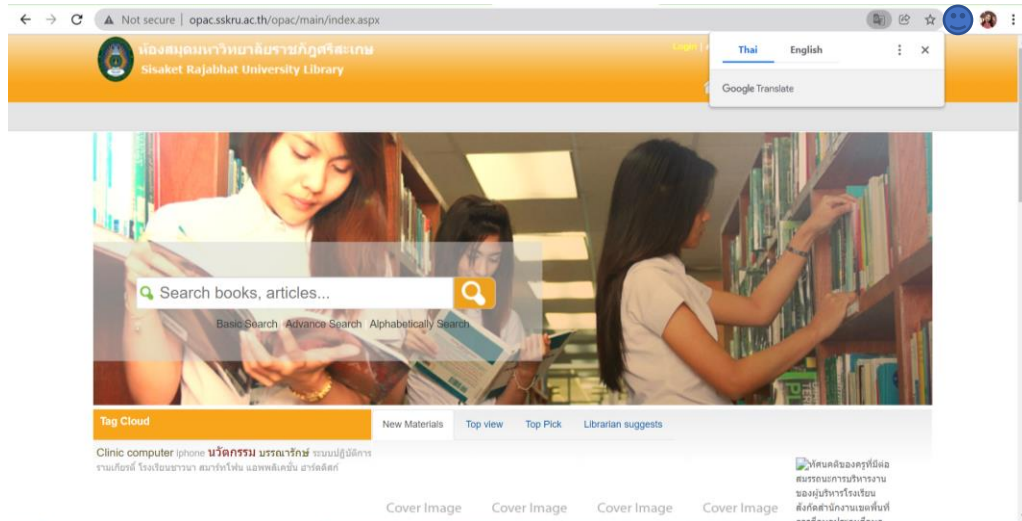 Not secure | opac.sskru.ac.th/opac/main/index.aspx
ห้องสมุดมหาวิทยาลัยราชภัฏศรีสะเกษ
Sisaket Rajabhat University Library
Login |
Thai English
Google Translate
Search books, articles...
Basic Search Advance Search Alphabetically Search
Tag Cloud
New Materials Top view Top Pick Librarian suggests
Clinic computer iphone นวัตกรรม บรรณารักษ์ ระบบปฏิบัติการ
รามเกียรติ์ โรงเรียนชาวนา สมาร์ทโฟน แอพพลิเคชั่น ฮาร์ดดิสก์
ทัศนคติของครูที่มีต่อ
สมรรถนะการบริหารงาน
ของผู้บริหารโรงเรียน
สังกัดสำนักงานเขตพื้นที่
Cover Image Cover Image Cover Image Cover Image